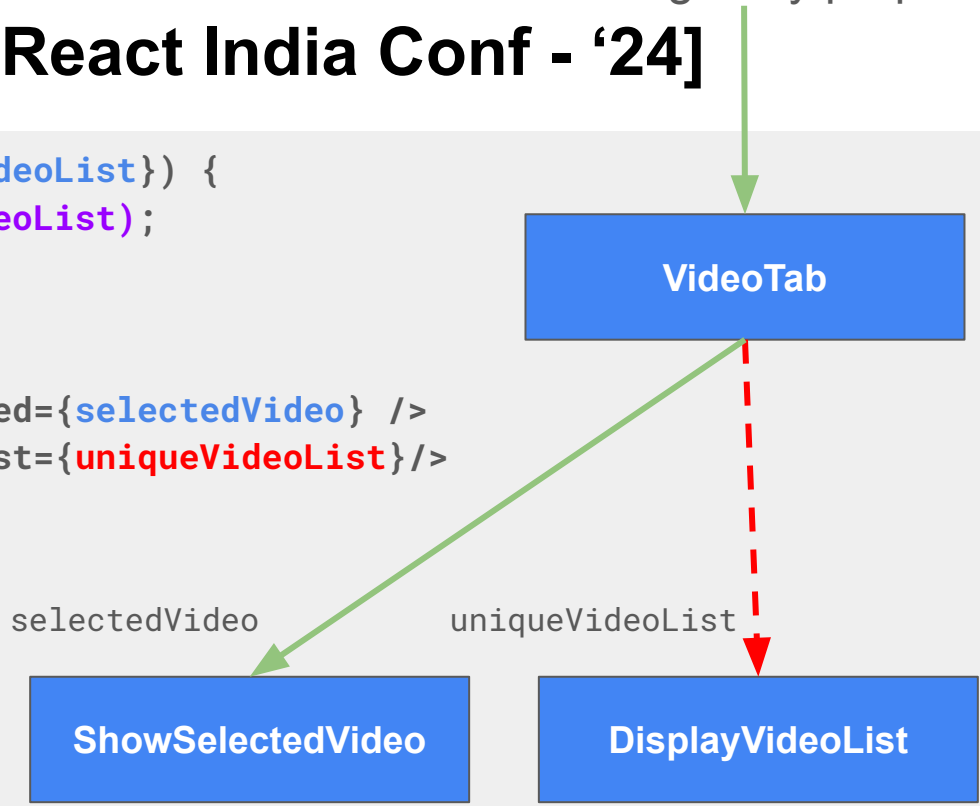 React India Conf - ‘24]
deoList}) {
eoList);
VideoTab
ed={selectedVideo} />
st={uniqueVideoList}/>
selectedVideo
uniqueVideoList
ShowSelectedVideo
DisplayVideoList